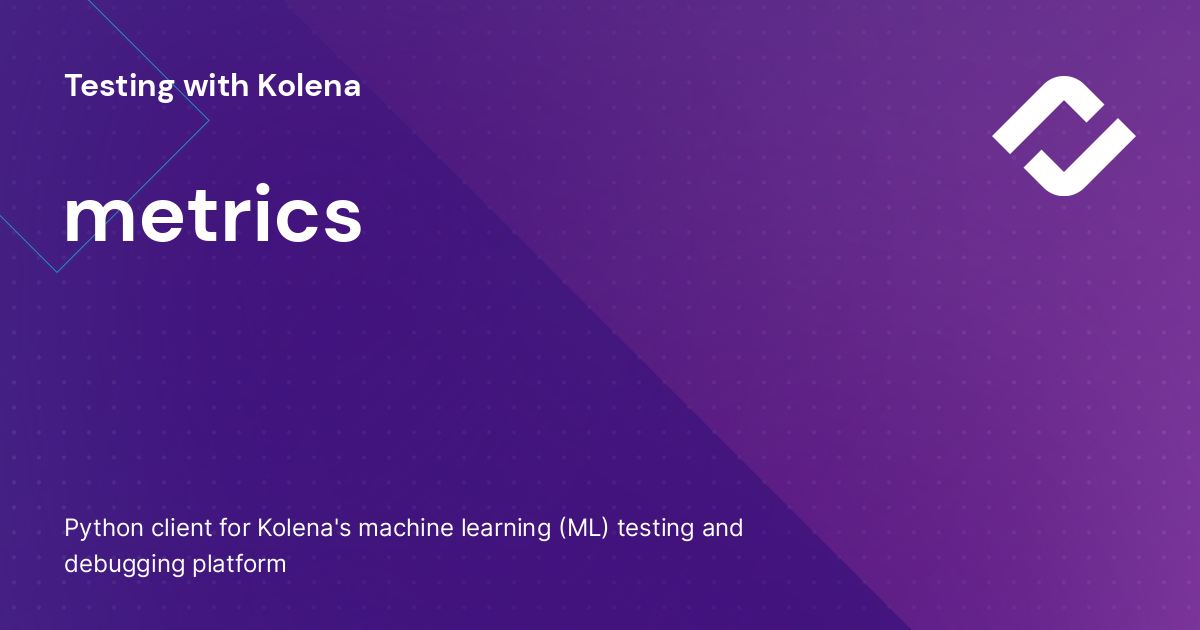 Testing with Kolena
metrics
Python client for Kolena's machine learning (ML) testing and
debugging platform